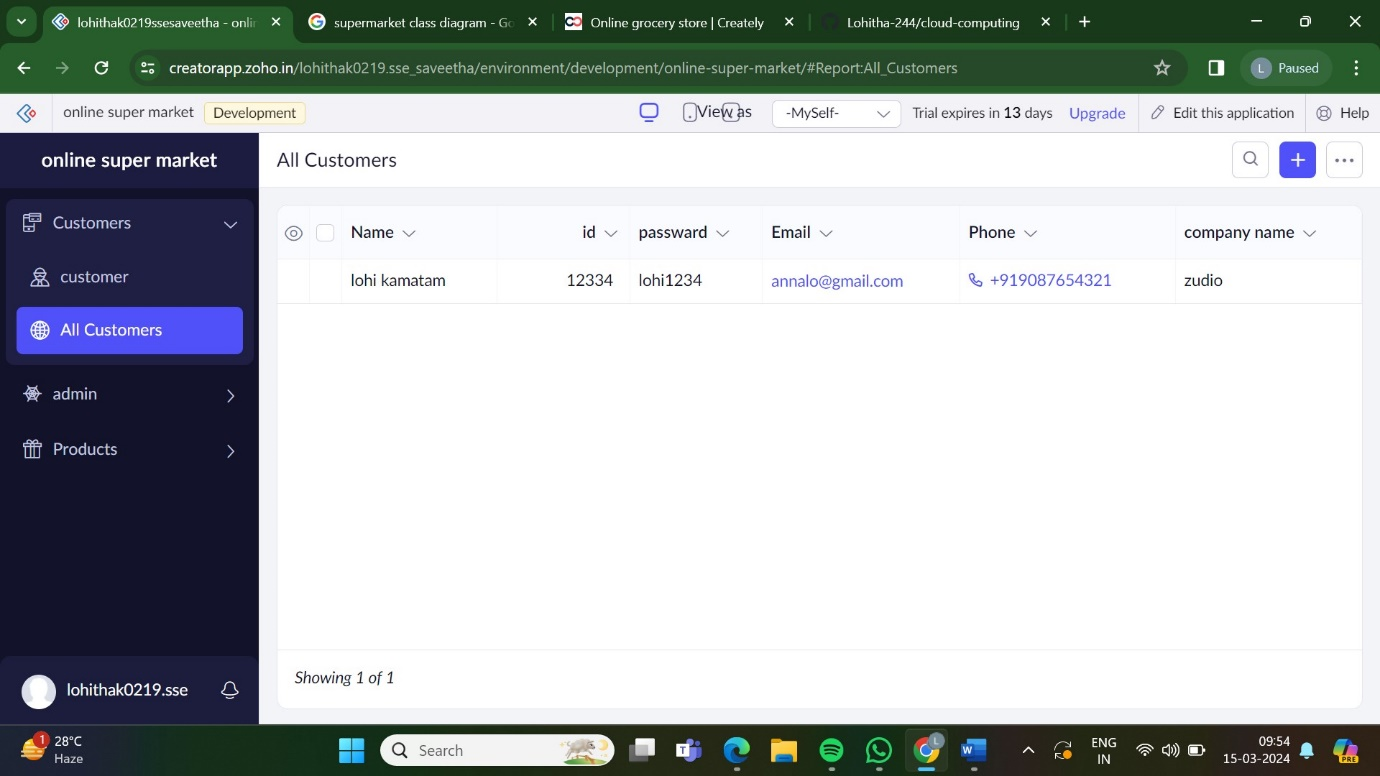 lohithak0219ssesaveetha - onlin
supermarket class diagram - Go
Online grocery store | Creately
Lohitha-244/cloud-computing
creatorapp.zoho.in/lohithak0219.sse_saveetha/environment/development/online-super-market/#Report:All_Customers
L Paused
online super market Development View as -MySelf- Trial expires in 13 days Upgrade Edit this application Help
online super market
All Customers
Customers
customer
All Customers
admin
Products
Name id passward Email Phone company name
lohi kamatam 12334 lohi1234 annalo@gmail.com +919087654321 zudio
Showing 1 of 1
lohithak0219.sse
1 28°C
Haze
Search
L
ENG
IN
09:54
15-03-2024
PRE